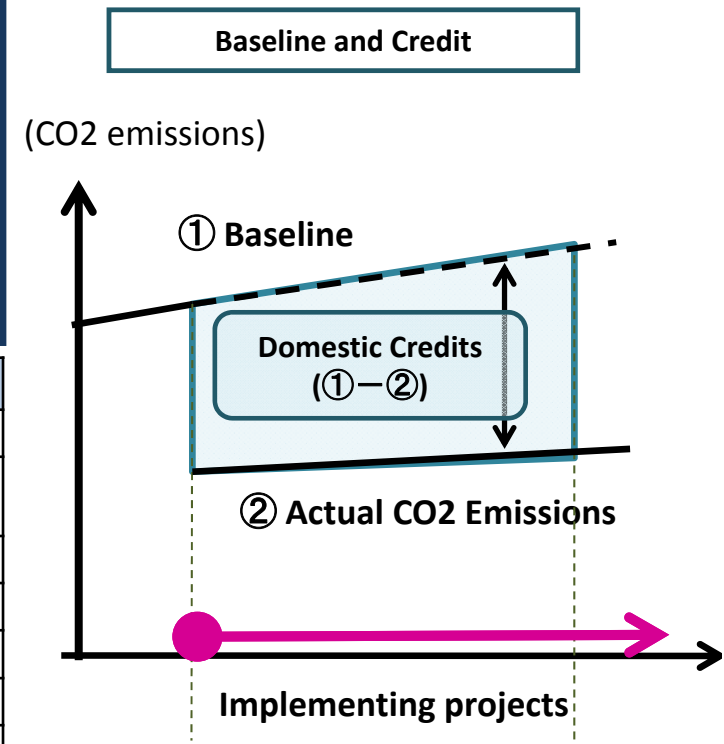 Baseline and Credit
(CO2 emissions)
① Baseline
Domestic Credits
(①−②)
② Actual CO2 Emissions
Implementing projects